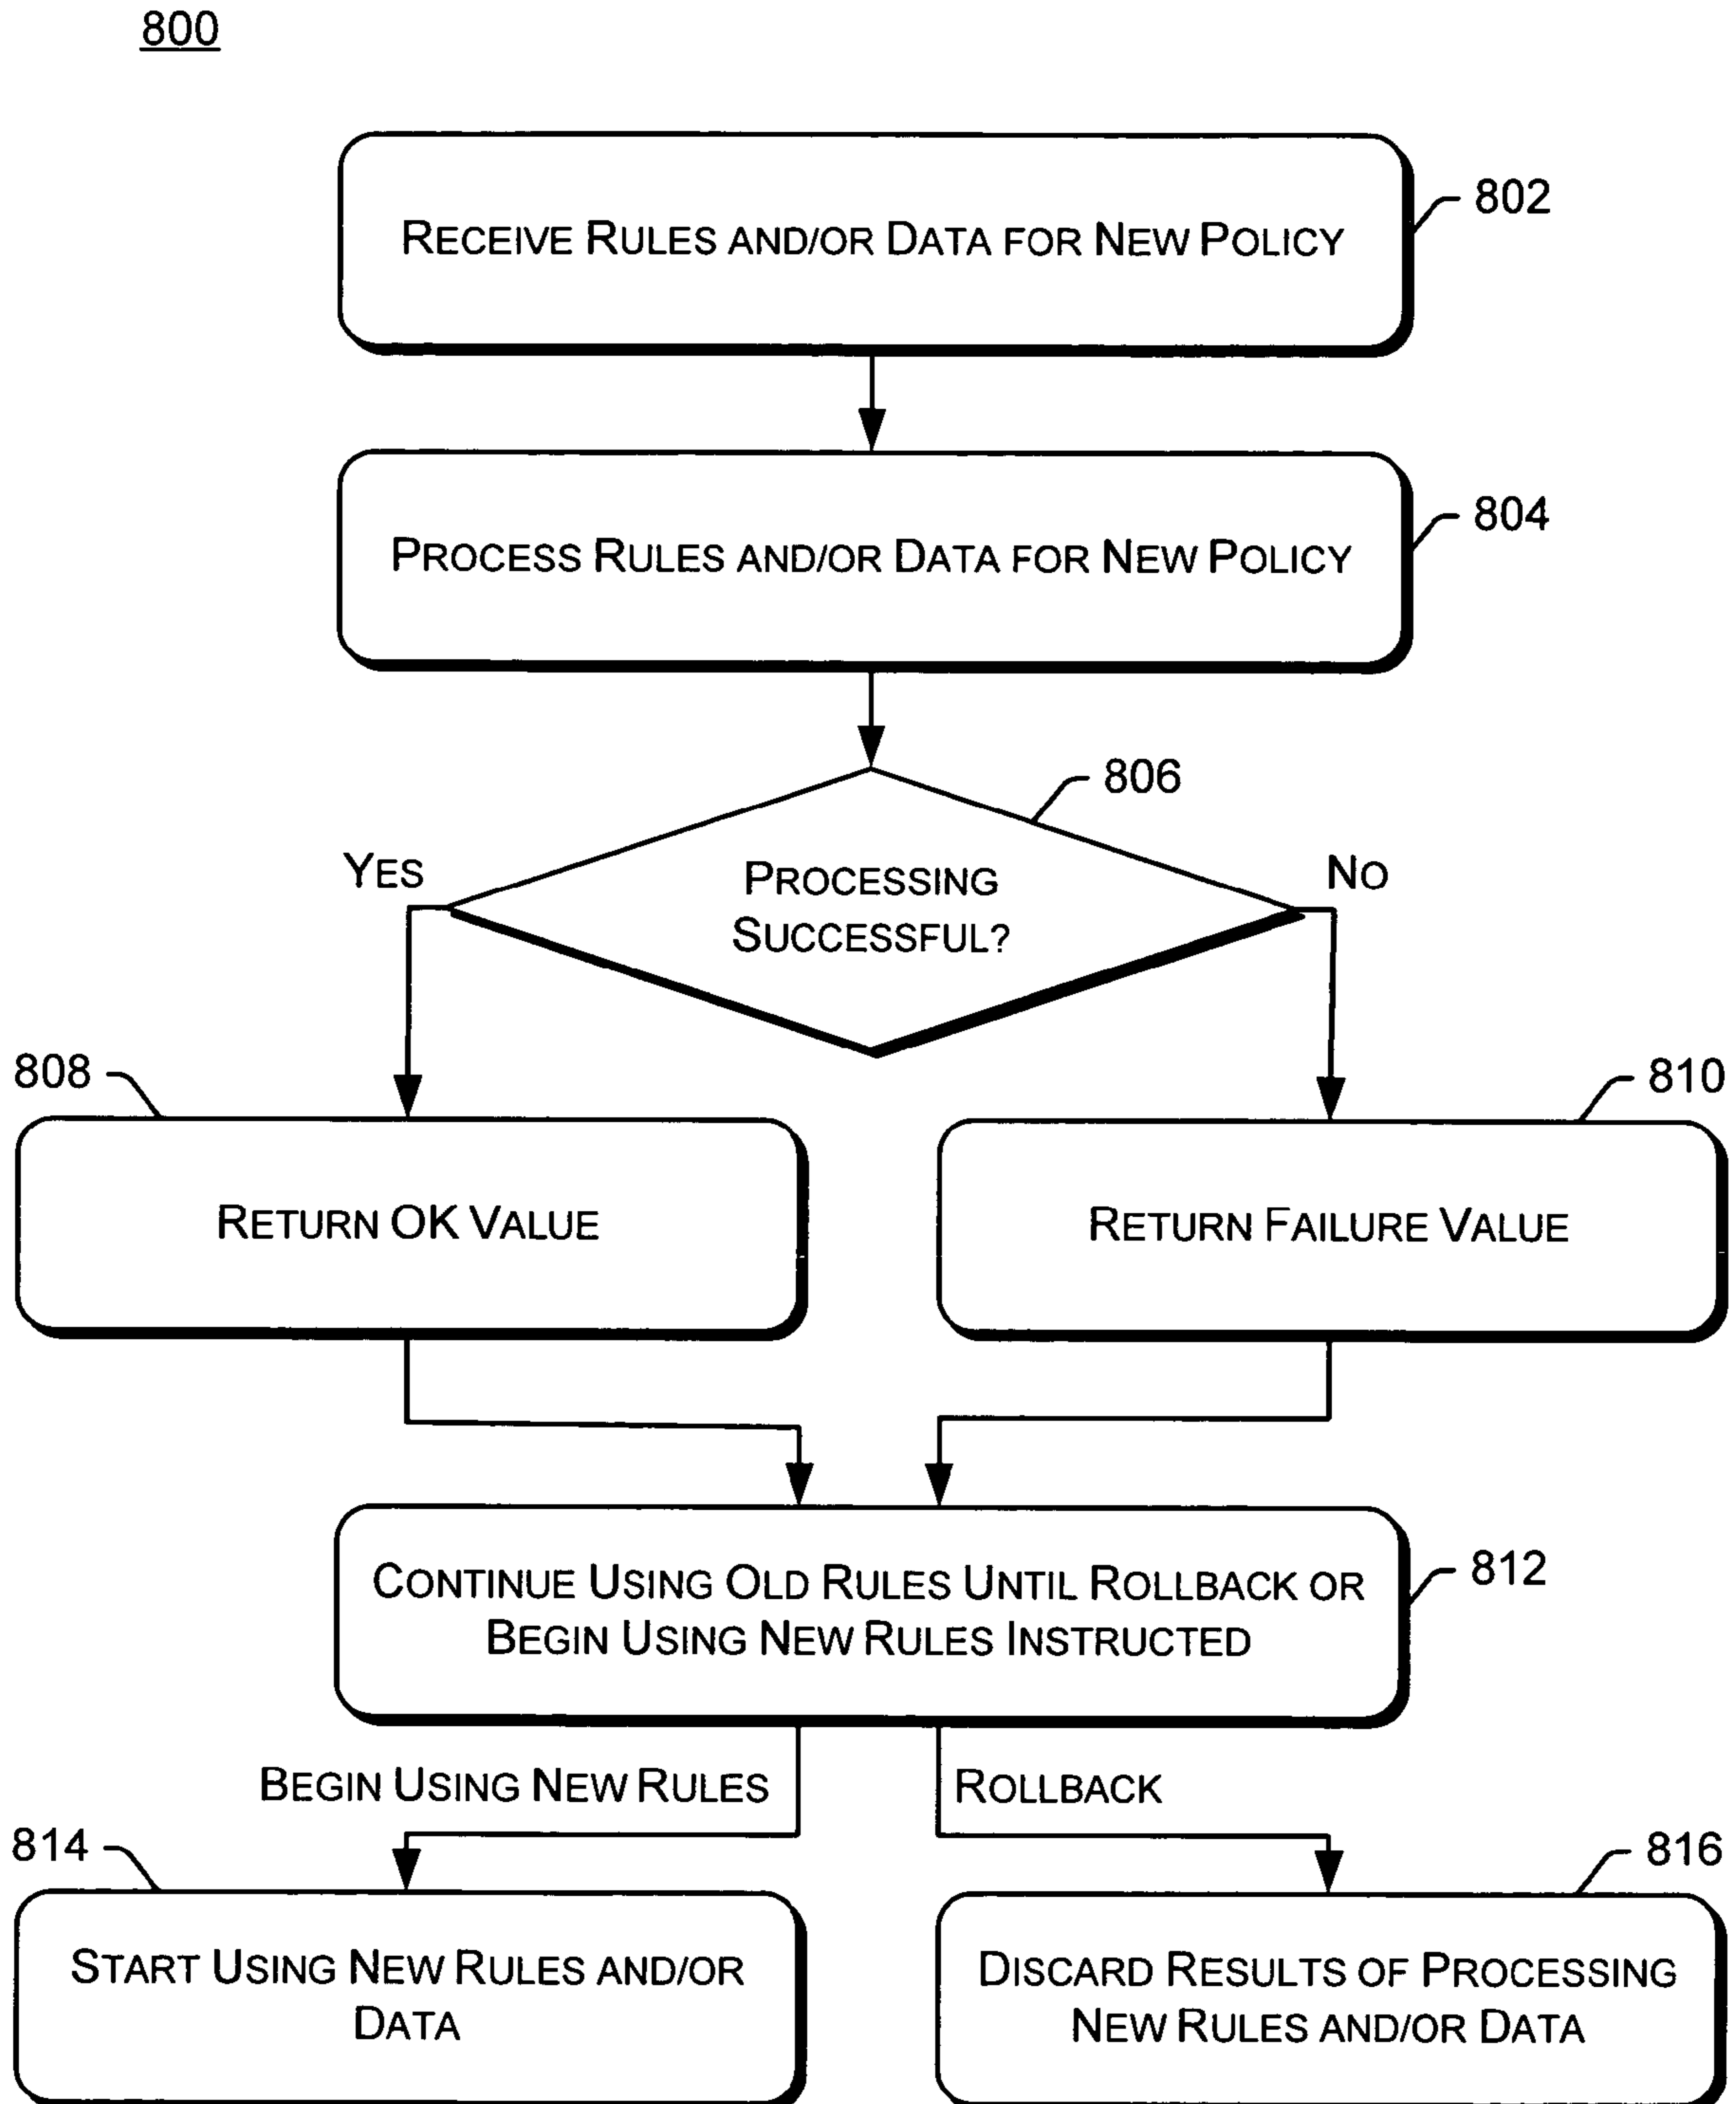 800
RECEIVE RULES AND/OR DATA FOR NEW POLICY
802
PROCESS RULES AND/OR DATA FOR NEW POLICY
804
806
YES
PROCESSING
SUCCESSFUL?
NO
808
810
RETURN OK VALUE
RETURN FAILURE VALUE
CONTINUE USING OLD RULES UNTIL ROLLBACK OR
BEGIN USING NEW RULES INSTRUCTED
812
BEGIN USING NEW RULES
ROLLBACK
814
816
START USING NEW RULES AND/OR
DATA
DISCARD RESULTS OF PROCESSING
NEW RULES AND/OR DATA